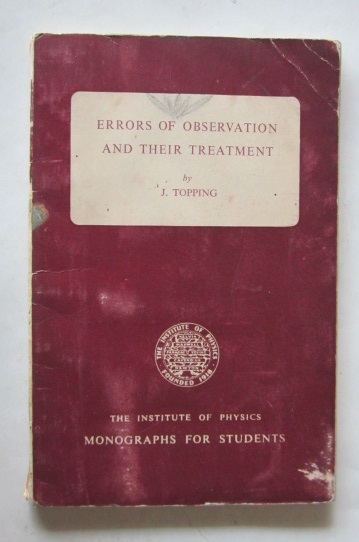 ERRORS OF OBSERVATION
AND THEIR TREATMENT
by
J. TOPPING
THE INSTITUTE OF PHYSICS
FOUNDED 1918
THE INSTITUTE OF PHYSICS
MONOGRAPHS FOR STUDENTS